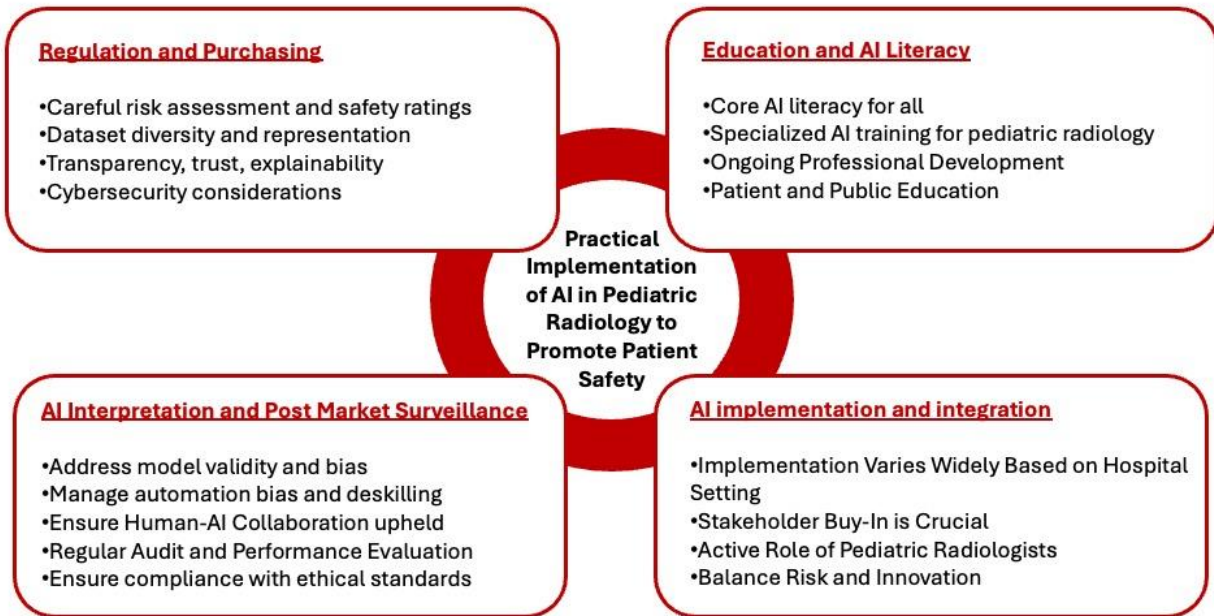 Regulation and Purchasing
•Careful risk assessment and safety ratings
•Dataset diversity and representation
•Transparency, trust, explainability
•Cybersecurity considerations
Education and AI Literacy
•Core AI literacy for all
•Specialized AI training for pediatric radiology
•Ongoing Professional Development
•Patient and Public Education
Practical
Implementation
of AI in Pediatric
Radiology to
Promote Patient
Safety
AI Interpretation and Post Market Surveillance
•Address model validity and bias
•Manage automation bias and deskilling
•Ensure Human-AI Collaboration upheld
•Regular Audit and Performance Evaluation
•Ensure compliance with ethical standards
AI implementation and integration
•Implementation Varies Widely Based on Hospital
Setting
•Stakeholder Buy-In is Crucial
•Active Role of Pediatric Radiologists
•Balance Risk and Innovation